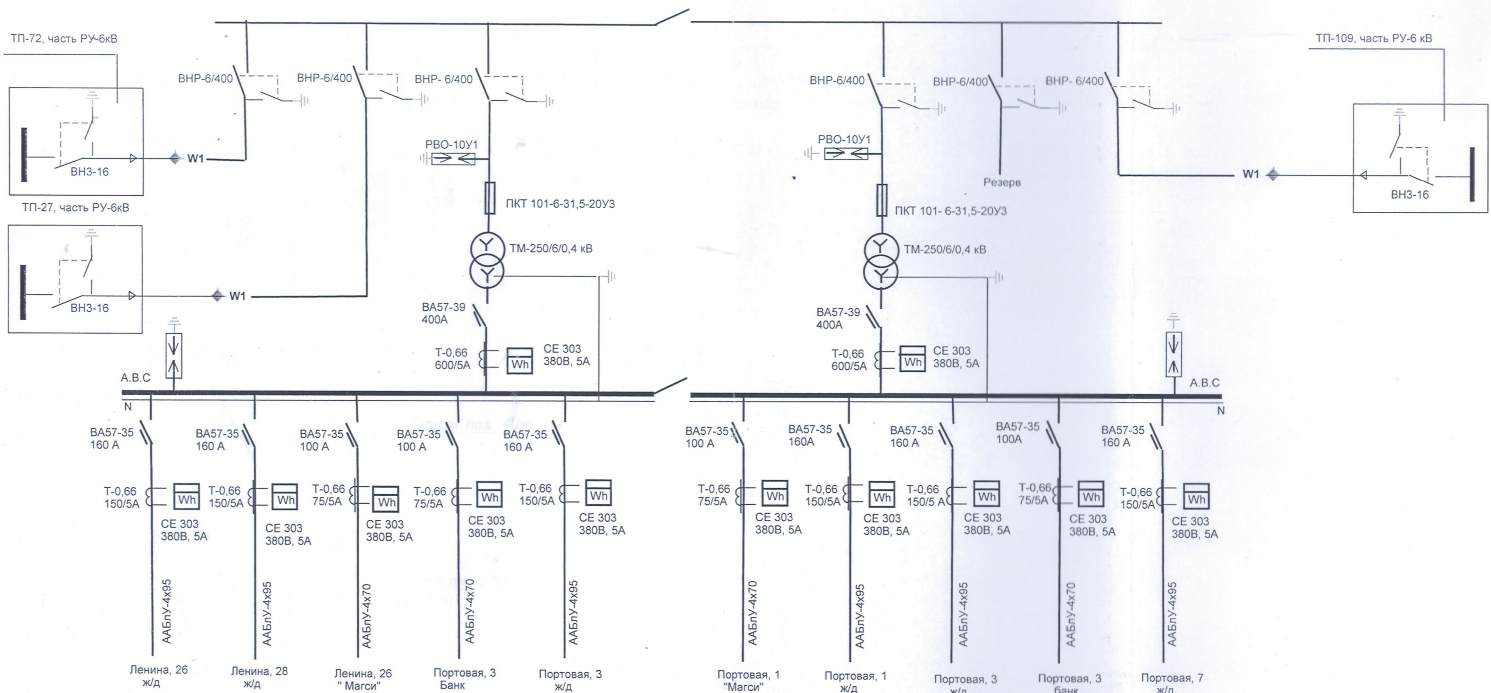 ТП-72, часть РУ-6кВ
ТП-109, часть РУ-6 кВ
ВНР-6/400
ВНР-6/400
ВНР- 6/400
ВНР-6/400
ВНР-6/400
ВНР- 6/400
РВО-10У1
РВО-10У1
W1
ВНЗ-16
W1
ВНЗ-16
Резерв
ТП-27, часть РУ-6кВ
ПКТ 101-6-31,5-20У3
ПКТ 101- 6-31,5-20У3
ТМ-250/6/0,4 кВ
ТМ-250/6/0,4 кВ
W1
ВНЗ-16
ВА57-39
400А
ВА57-39
400А
Т-0,66
600/5А
Wh
СЕ 303
380В, 5А
Т-0,66
600/5А
Wh
СЕ 303
380В, 5А
А.В.С
N
А.В.С
N
ВА57-35
160 А
ВА57-35
160 А
ВА57-35
100 А
ВА57-35
100 А
ВА57-35
160 А
ВА57-35
100 А
ВА57-35
160А
ВА57-35
160 А
ВА57-35
100А
ВА57-35
160 А
Т-0,66
150/5А
Wh
Т-0,66
150/5А
Wh
Т-0,66
75/5А
Wh
Т-0,66
75/5А
Wh
Т-0,66
150/5А
Wh
Т-0,66
75/5А
Wh
Т-0,66
150/5А
Wh
Т-0,66
150/5 А
Wh
Т-0,66
75/5А
Wh
Т-0,66
150/5А
Wh
СЕ 303
380В, 5А
СЕ 303
380В, 5А
СЕ 303
380В, 5А
СЕ 303
380В, 5А
СЕ 303
380В, 5А
СЕ 303
380В, 5А
СЕ 303
380В, 5А
СЕ 303
380В, 5А
СЕ 303
380В, 5А
СЕ 303
380В, 5А
ААБлУ-4х95
ААБлУ-4х95
ААБлУ-4х70
ААБлУ-4х70
ААБлУ-4х95
ААБлУ-4х70
ААБлУ-4х95
ААБлУ-4х95
ААБлУ-4х70
ААБлУ-4х95
Ленина, 26
ж/д
Ленина, 28
ж/д
Ленина, 26
" Магси"
Портовая, 3
Банк
Портовая, 3
ж/д
Портовая, 1
"Магси"
Портовая, 1
ж/д
Портовая, 3
ж/д
Портовая, 3
банк
Портовая, 7
ж/д